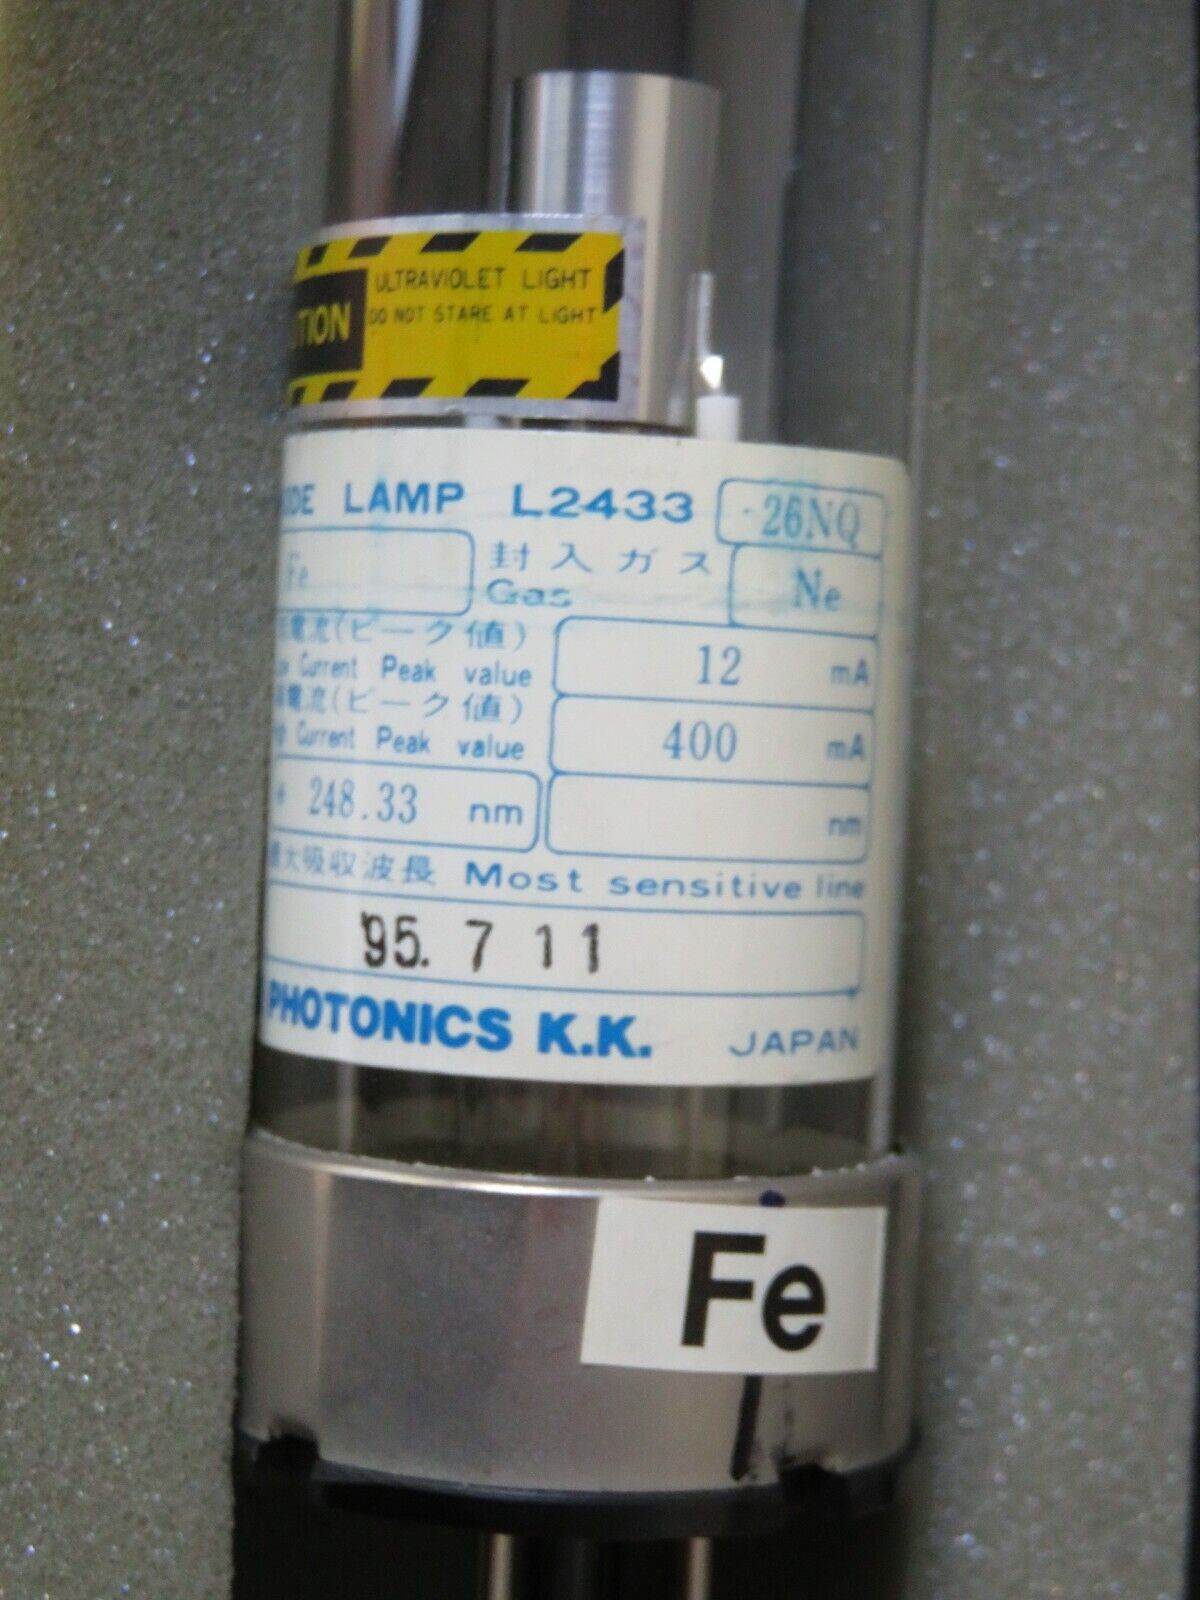 ULTRAVIOLET LIGHT
DO NOT STARE AT LIGHT
LAMP L2433 -26NQ
Fe 封入ガス
Gas Ne
電流(ピーク値)
Current Peak value 12 mA
電流(ピーク値)
Current Peak value 400 mA
* 248.33 nm nm
大吸収波長 Most sensitive line
'95. 7 11
PHOTONICS K.K. JAPAN
Fe